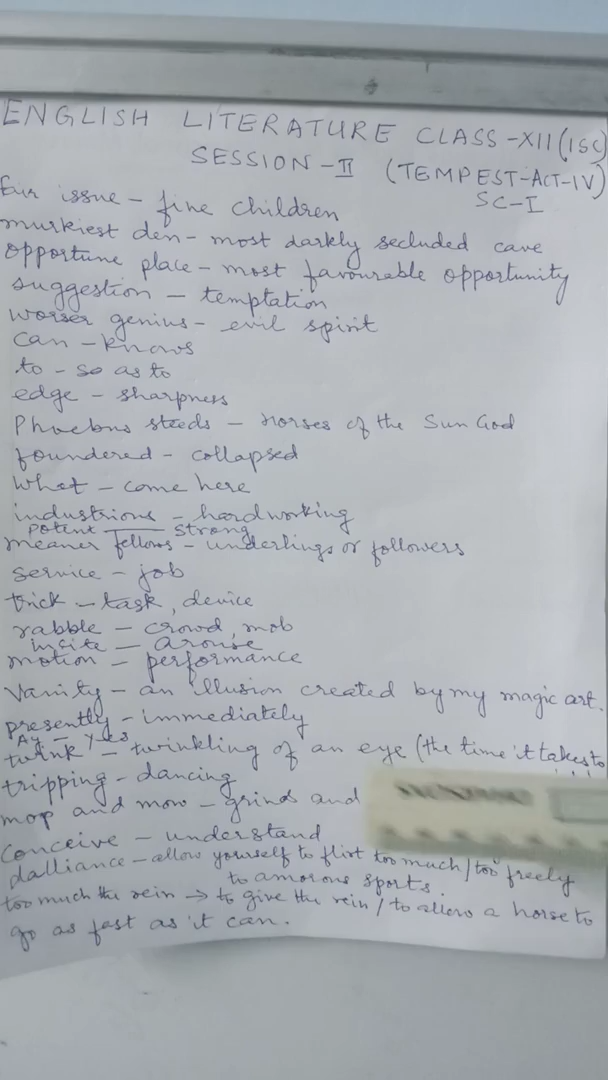 ENGLISH LITERATURE CLASS-XII (ISC)
SESSION-II (TEMPEST-ACT-IV)
SC-I
fair issue - fine children
murkiest den - most darkly secluded cave
opportune place - most favourable opportunity
suggestion - temptation
worser genius - evil spirit
can - knows
to - so as to
edge - sharpness
Phoebus steeds - horses of the Sun God
foundered - collapsed
What - come here
industrious - hardworking
potent - strong
meaner fellows - underlings or followers
service - job
trick - task, device
rabble - crowd, mob
incite - arouse
motion - performance
Vanity - an illusion created by my magic art.
presently - immediately
Ay - Yes
twink - twinkling of an eye (the time it takes to
tripping - dancing
mop and mow - grins and
Conceive - understand
dalliance - allow yourself to flirt too much/too freely
to amorous sports.
too much the rein → to give the rein/to allow a horse to
go as fast as it can.